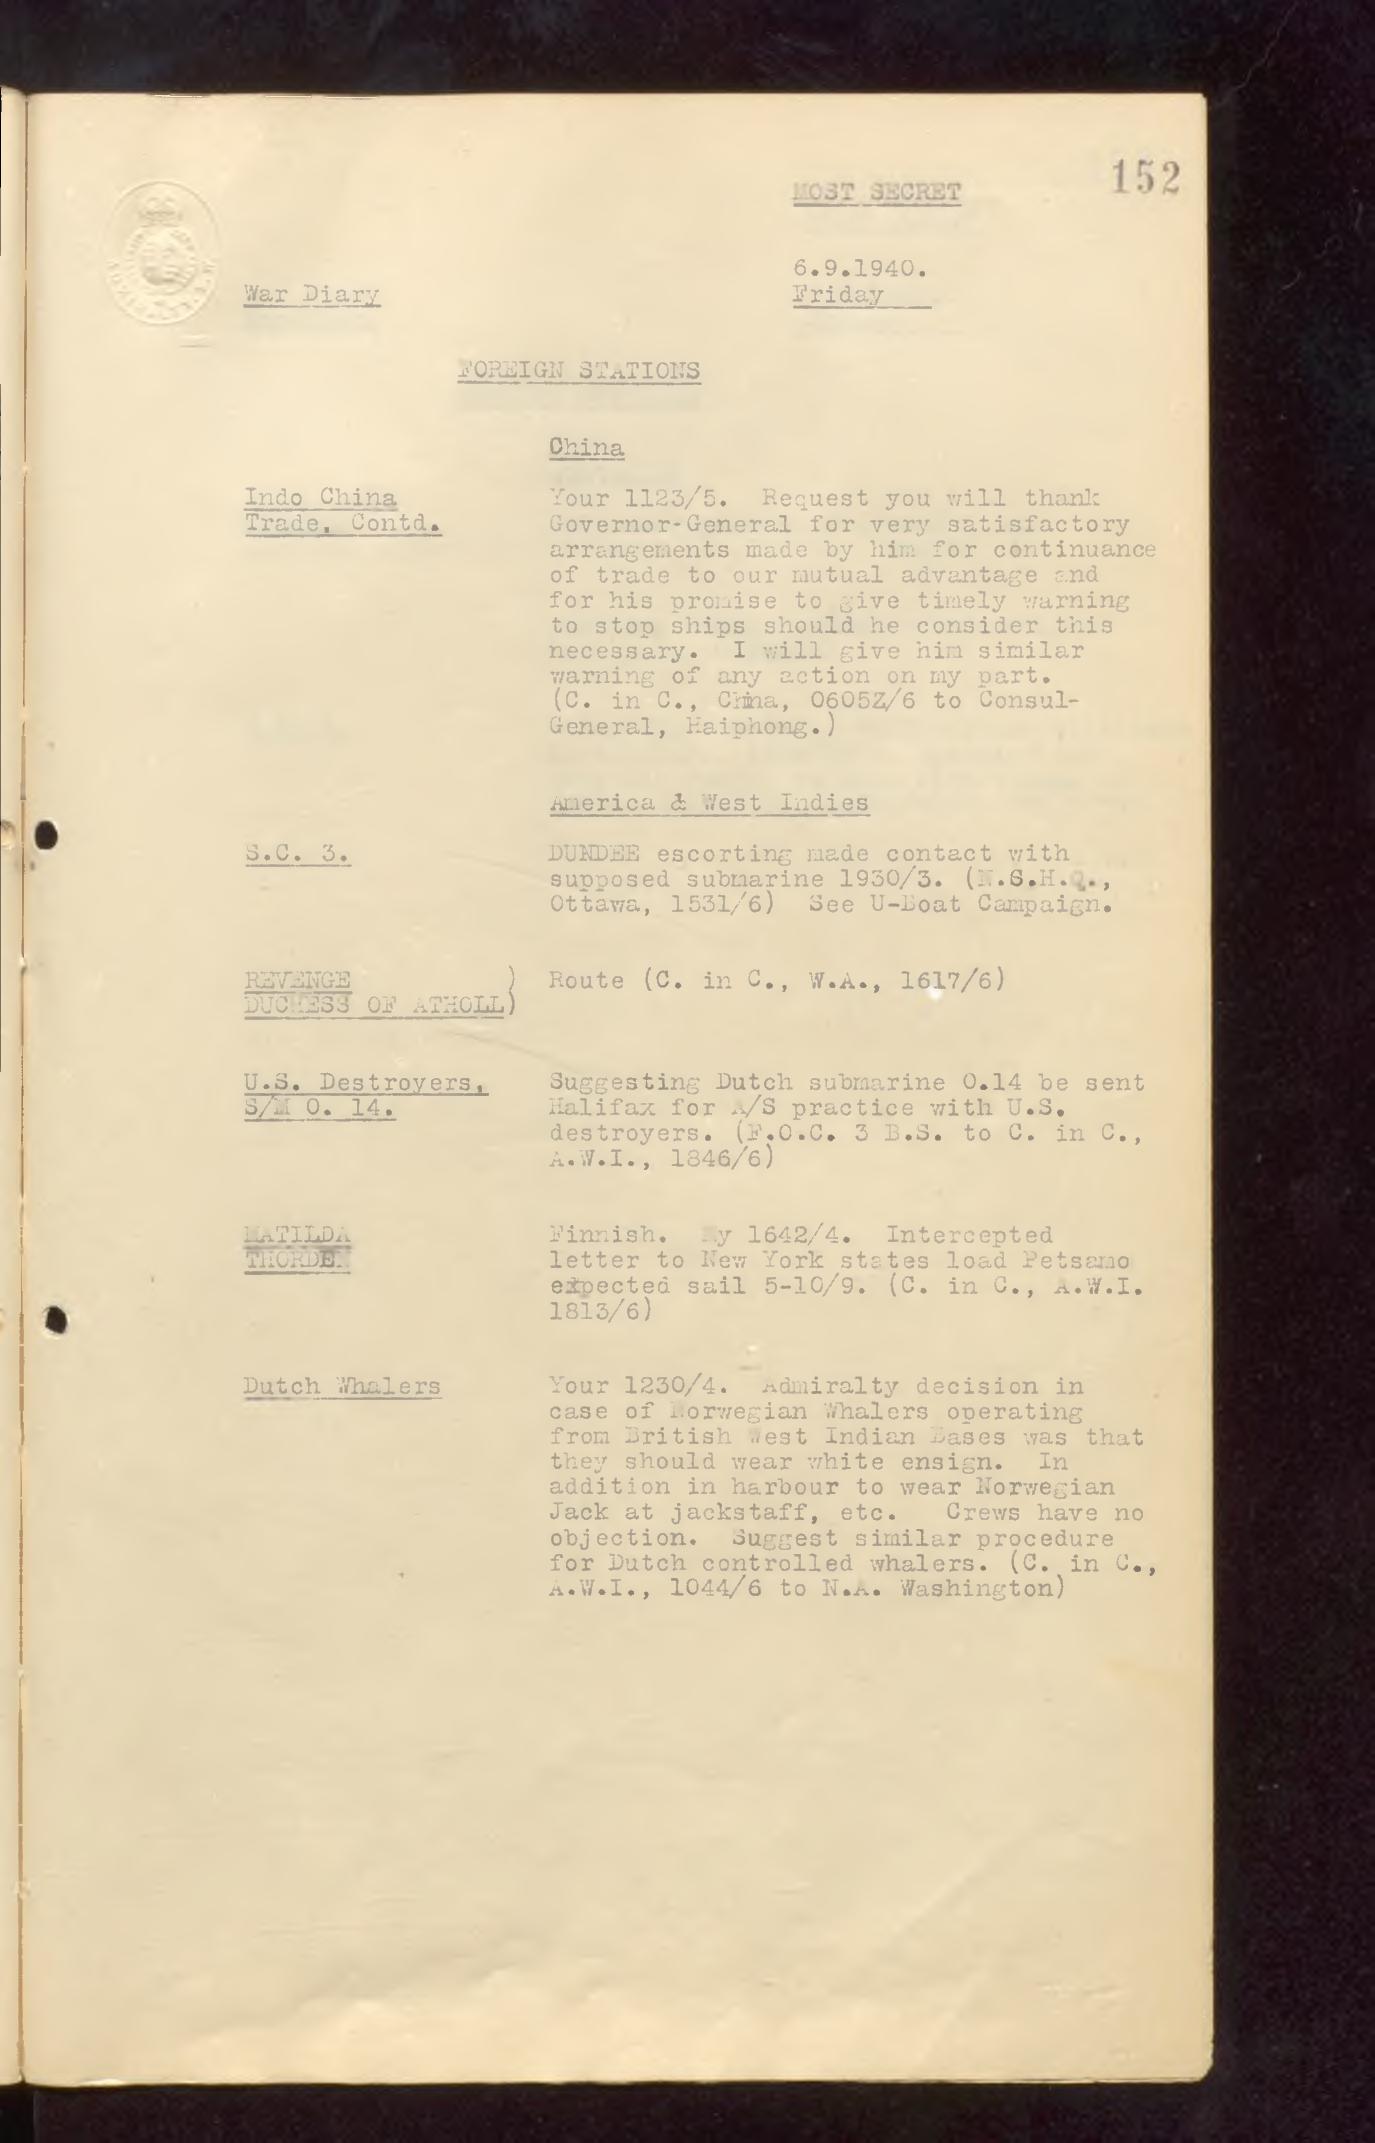 152
MOST SECRET
6.9.1940.
War Diary
Friday
FOREIGN STATIONS
China
Indo China
Trade, Contd.
Your 1123/5. Request you will thank
Governor-General for very satisfactory
arrangements made by him for continuance
of trade to our mutual advantage and
for his promise to give timely warning
to stop ships should he consider this
necessary. I will give him similar
warning of any action on my part.
(C. in C., China, 0605Z/6 to Consul-
General, Haiphong.)
America & West Indies
S.C. 3.
DUNDEE escorting made contact with
supposed submarine 1930/3. (N.S.H.Q.,
Ottawa, 1531/6) See U-Boat Campaign.
REVENGE )
DUCHESS OF ATHOLL)
Route (C. in C., W.A., 1617/6)
U.S. Destroyers,
S/M O. 14.
Suggesting Dutch submarine O.14 be sent
Halifax for A/S practice with U.S.
destroyers. (F.O.C. 3 B.S. to C. in C.,
A.W.I., 1846/6)
MATILDA
THORDEN
Finnish. My 1642/4. Intercepted
letter to New York states load Petsamo
expected sail 5-10/9. (C. in C., A.W.I.
1813/6)
Dutch Whalers
Your 1230/4. Admiralty decision in
case of Norwegian Whalers operating
from British West Indian Bases was that
they should wear white ensign. In
addition in harbour to wear Norwegian
Jack at jackstaff, etc. Crews have no
objection. Suggest similar procedure
for Dutch controlled whalers. (C. in C.,
A.W.I., 1044/6 to N.A. Washington)